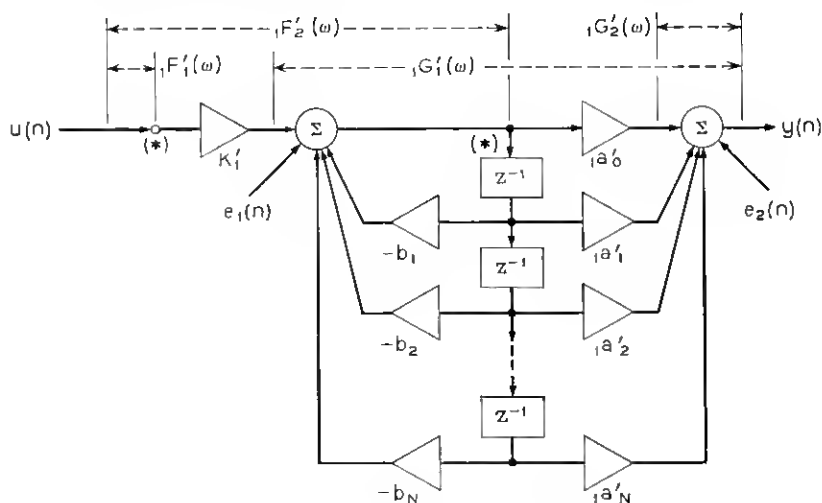 ₁F′₂(ω) ₁G′₂(ω)
₁F′₁(ω) ₁G′₁(ω)
u(n) Σ Σ y(n)
(*) K′₁ (*) ₁a′₀
e₁(n) z⁻¹ e₂(n)
-b₁ ₁a′₁
z⁻¹
-b₂ ₁a′₂
z⁻¹
-b_N ₁a′_N